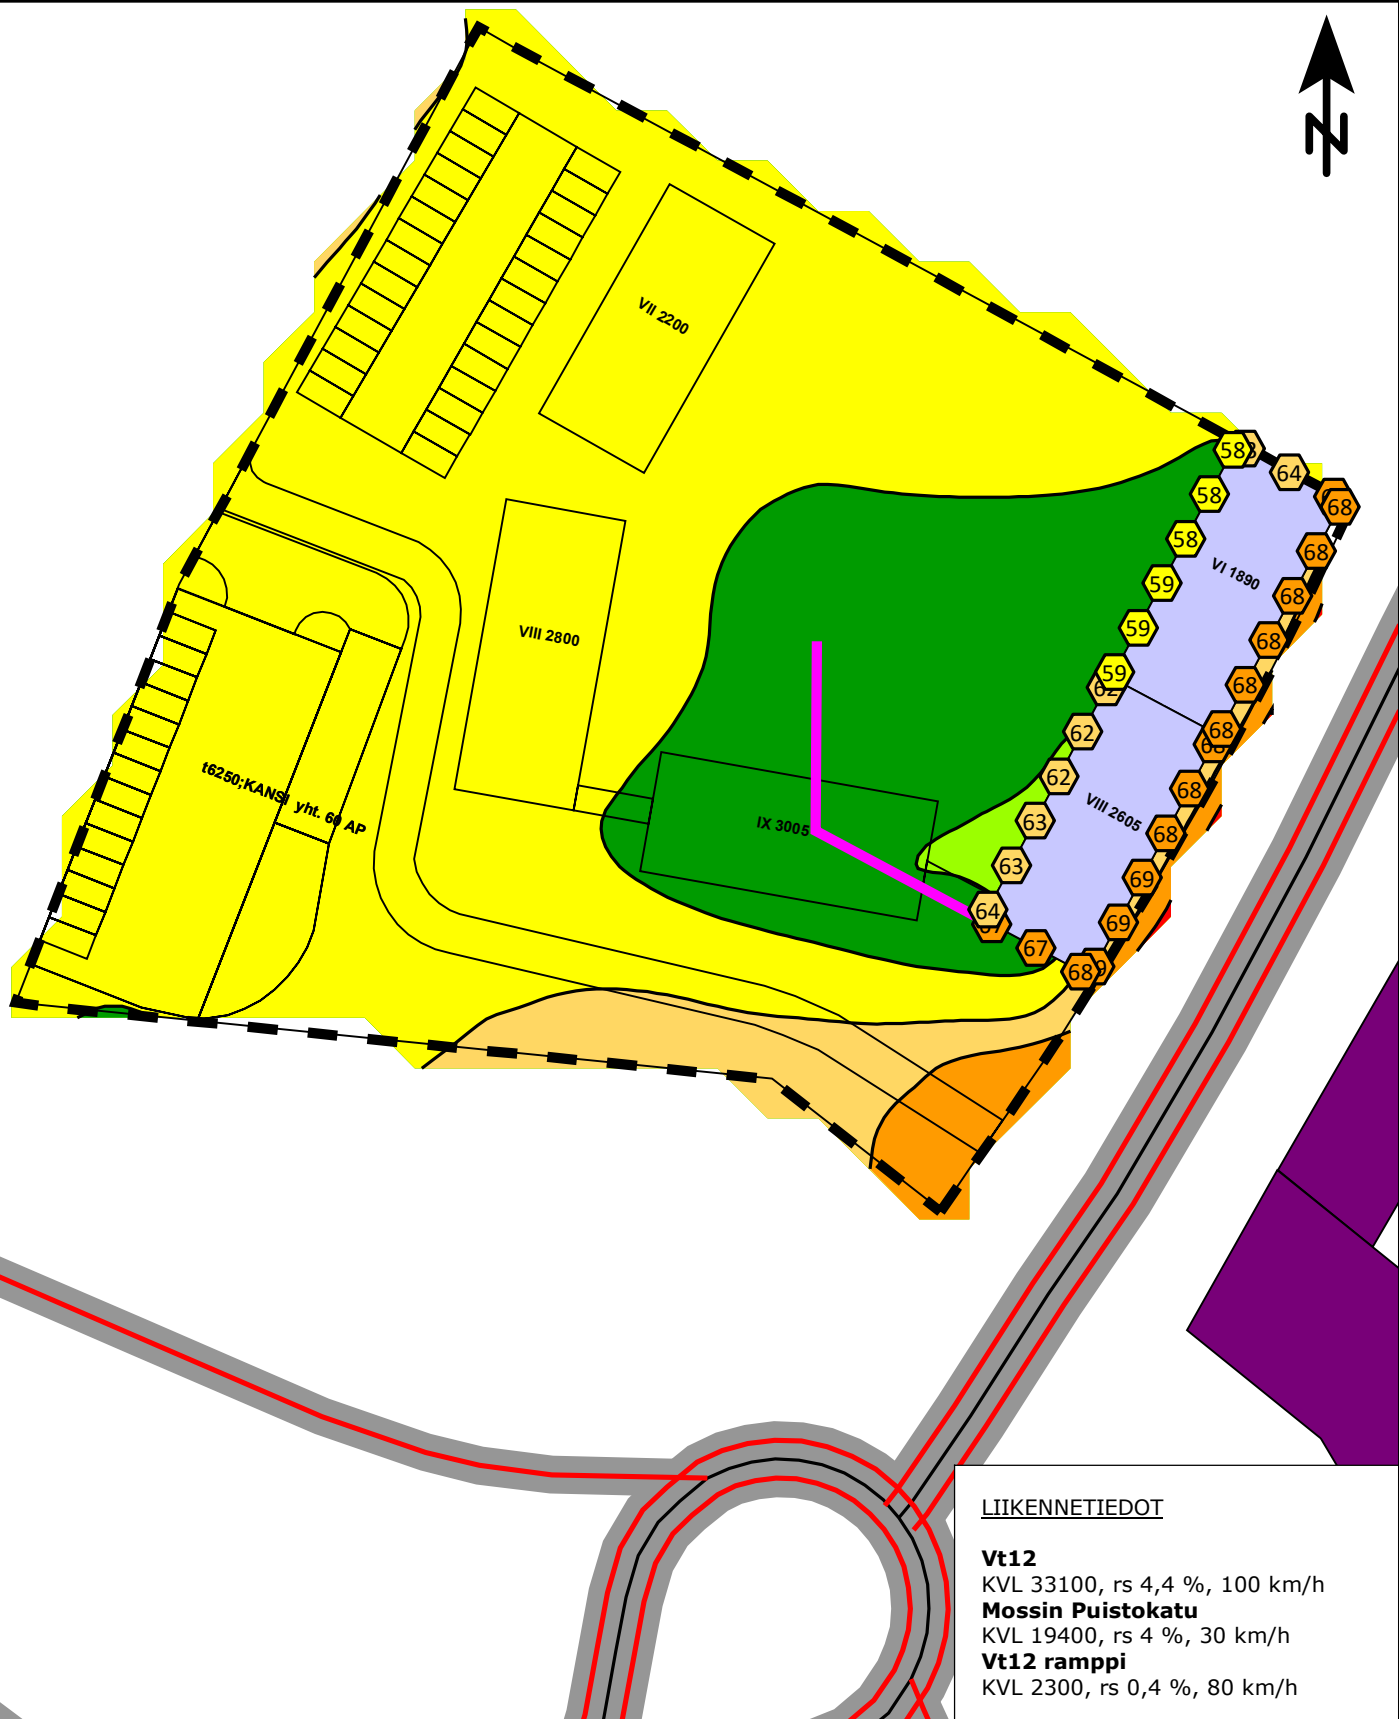 N
VII 2200
58
64
68
58
68
58
VI 1890
68
59
59
68
VIII 2800
59
62
68
62
68
68
62
68
t6250;KANSI yht. 60 AP
VIII 2605
IX 3005
63
68
63
69
64
67
69
67
68
LIIKENNETIEDOT
Vt12
KVL 33100, rs 4,4 %, 100 km/h
Mossin Puistokatu
KVL 19400, rs 4 %, 30 km/h
Vt12 ramppi
KVL 2300, rs 0,4 %, 80 km/h